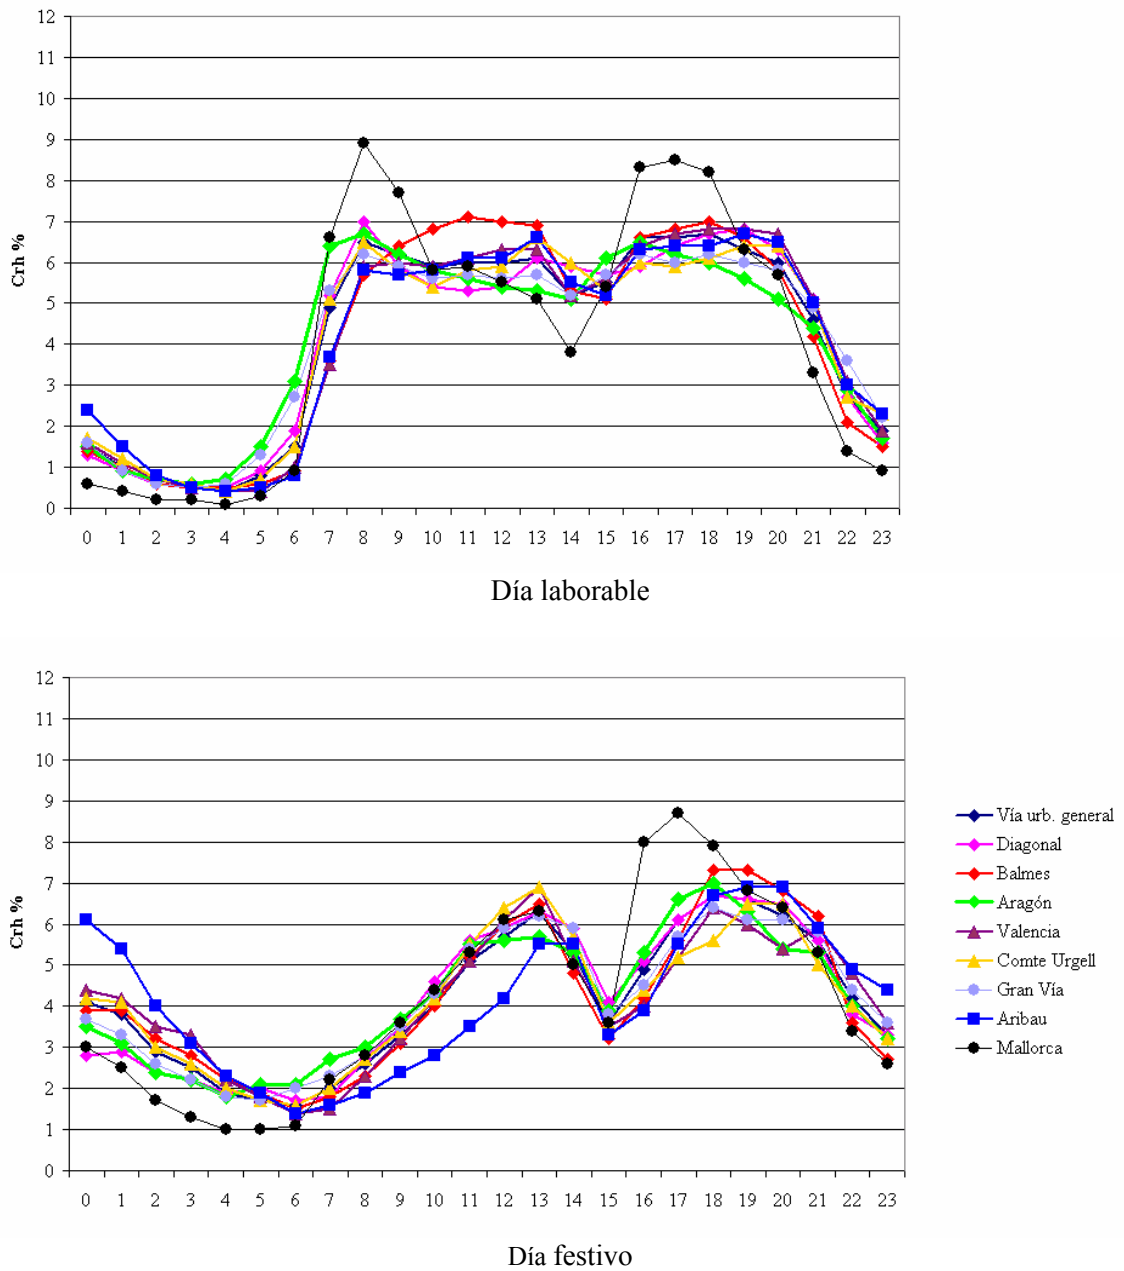 12
11
10
9
8
7
6
5
4
3
2
1
0
Crh %
0 1 2 3 4 5 6 7 8 9 10 11 12 13 14 15 16 17 18 19 20 21 22 23
Día laborable
12
11
10
9
8
7
6
5
4
3
2
1
0
Crh %
0 1 2 3 4 5 6 7 8 9 10 11 12 13 14 15 16 17 18 19 20 21 22 23
Vía urb. general
Diagonal
Balmes
Aragón
Valencia
Comte Urgell
Gran Vía
Aribau
Mallorca
Día festivo